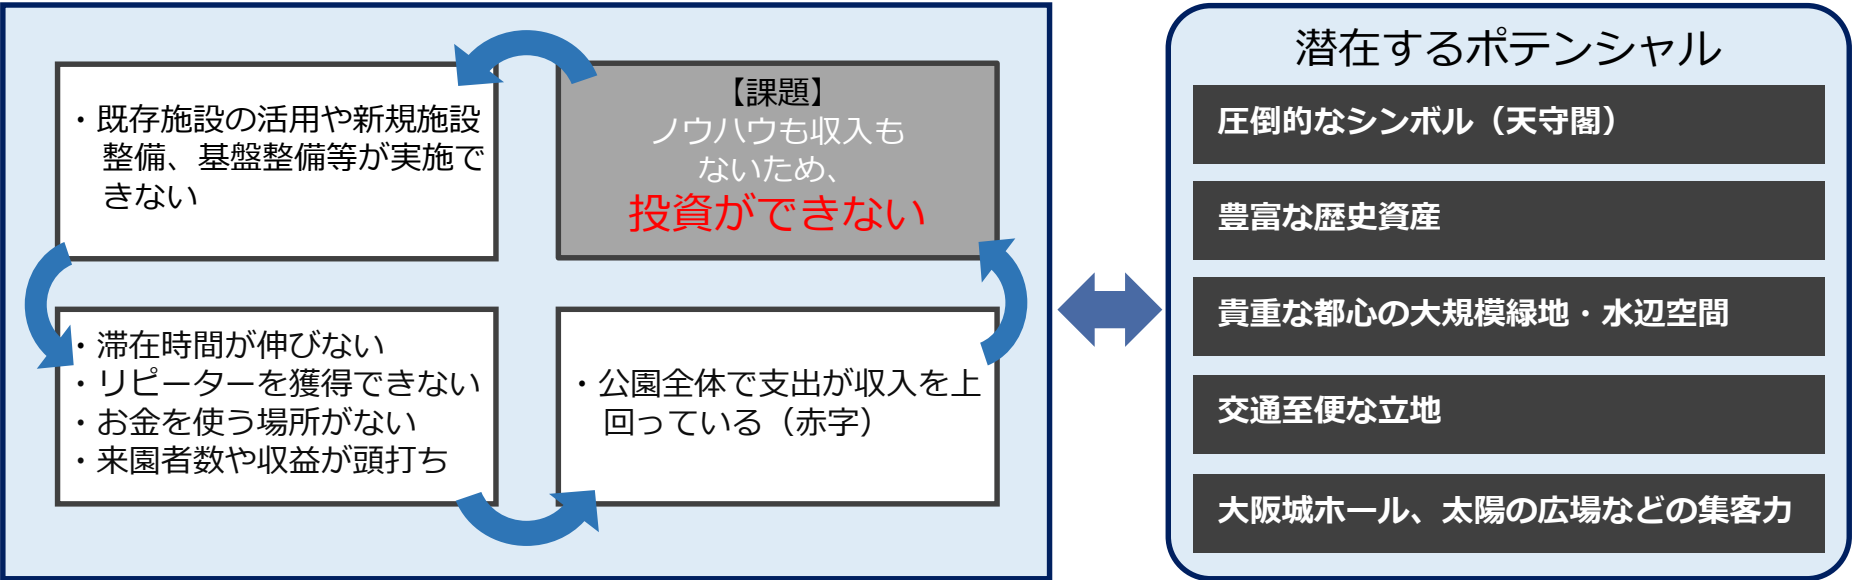 ・既存施設の活用や新規施設
整備、基盤整備等が実施で
きない
【課題】
ノウハウも収入も
ないため、
投資ができない
・滞在時間が伸びない
・リピーターを獲得できない
・お金を使う場所がない
・来園者数や収益が頭打ち
・公園全体で支出が収入を上
回っている（赤字）
潜在するポテンシャル
圧倒的なシンボル（天守閣）
豊富な歴史資産
貴重な都心の大規模緑地・水辺空間
交通至便な立地
大阪城ホール、太陽の広場などの集客力